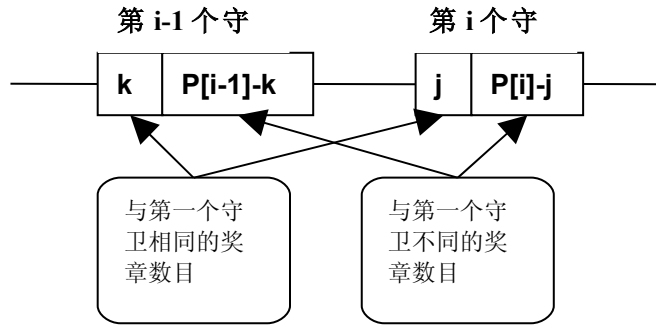 第 i-1 个守
第 i 个守
k
P[i-1]-k
j
P[i]-j
与第一个守
卫相同的奖
章数目
与第一个守
卫不同的奖
章数目